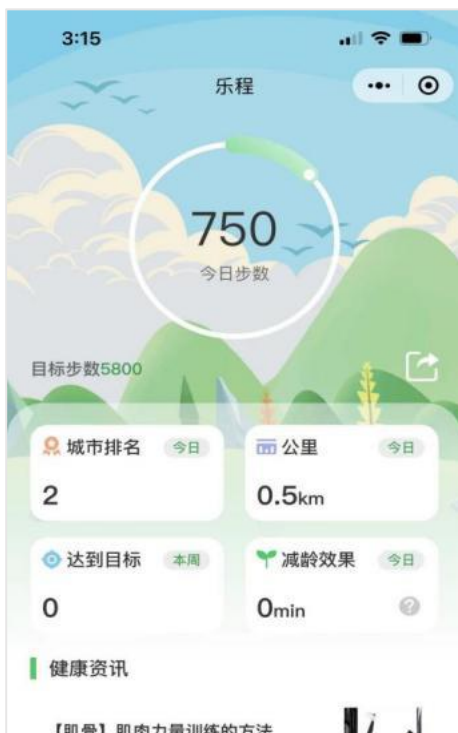 3:15
乐程
750
今日步数
目标步数5800
城市排名 今日
2
公里 今日
0.5km
达到目标 本周
0
减龄效果 今日
0min
?
健康资讯
【肌骨】肌肉力量训练的方法